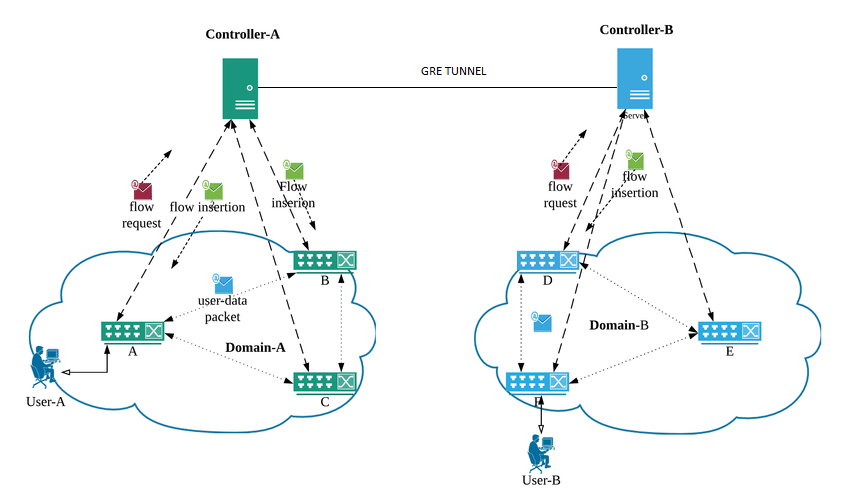 Controller-A
Controller-B
GRE TUNNEL
Server
flow
request
flow insertion
Flow
inserion
flow
rquest
flow
insertion
B
D
user-data
packet
Domain-A
Domain-B
A
E
C
F
User-A
User-B